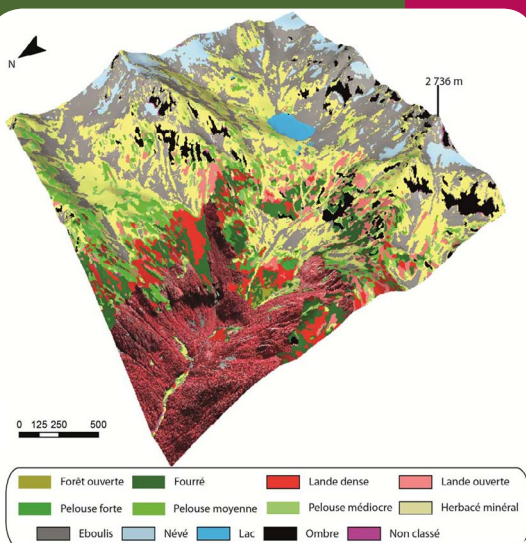 N
2 736 m
0 125 250 500
Forêt ouverte Fourré Lande dense Lande ouverte
Pelouse forte Pelouse moyenne Pelouse médiocre Herbacé minéral
Eboulis Névé Lac Ombre Non classé